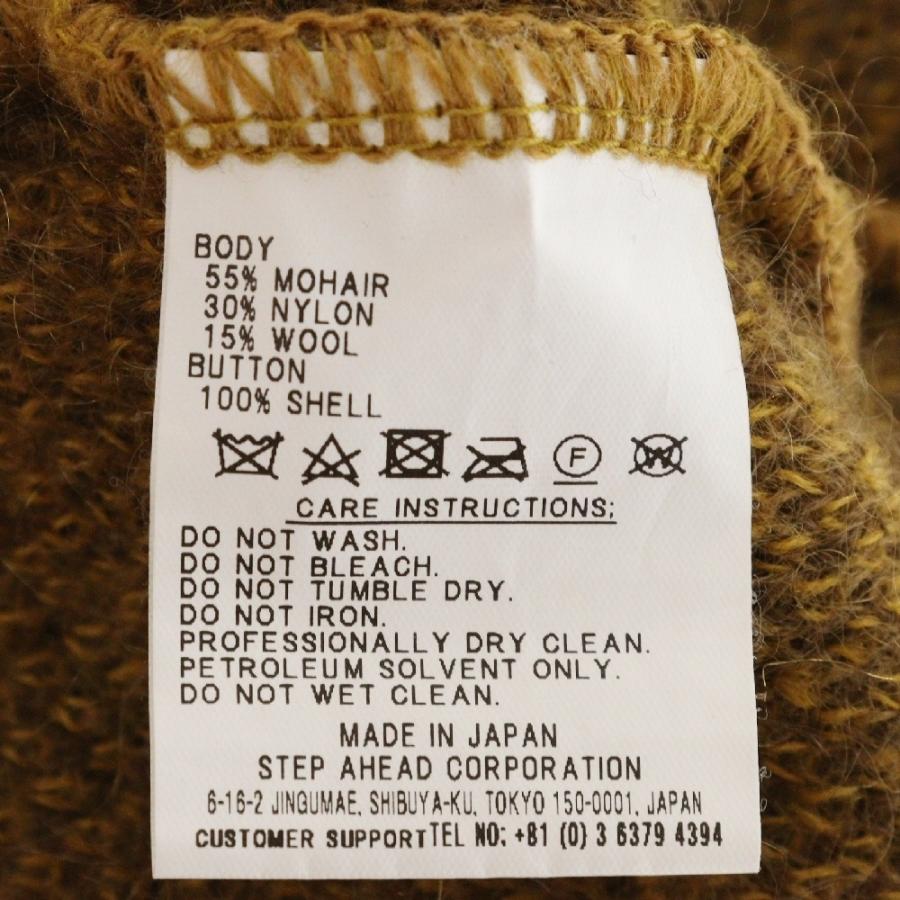 BODY
55% MOHAIR
30% NYLON
15% WOOL
BUTTON
100% SHELL
F W
CARE INSTRUCTIONS;
DO NOT WASH.
DO NOT BLEACH.
DO NOT TUMBLE DRY.
DO NOT IRON.
PROFESSIONALLY DRY CLEAN.
PETROLEUM SOLVENT ONLY.
DO NOT WET CLEAN.
MADE IN JAPAN
STEP AHEAD CORPORATION
6-16-2 JINGUMAE, SHIBUYA-KU, TOKYO 150-0001, JAPAN
CUSTOMER SUPPORT TEL NO: +81 (0) 3 6379 4394